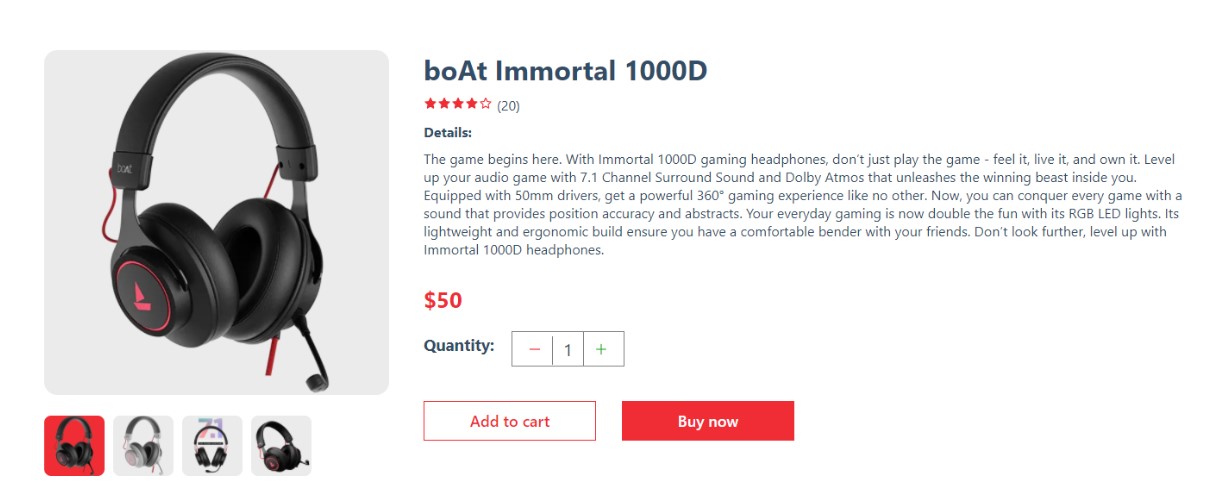 boAt
boAt Immortal 1000D
(20)
Details:
The game begins here. With Immortal 1000D gaming headphones, don't just play the game - feel it, live it, and own it. Level
up your audio game with 7.1 Channel Surround Sound and Dolby Atmos that unleashes the winning beast inside you.
Equipped with 50mm drivers, get a powerful 360° gaming experience like no other. Now, you can conquer every game with a
sound that provides position accuracy and abstracts. Your everyday gaming is now double the fun with its RGB LED lights. Its
lightweight and ergonomic build ensure you have a comfortable bender with your friends. Don't look further, level up with
Immortal 1000D headphones.
$50
Quantity: − 1 +
Add to cart Buy now
7.1